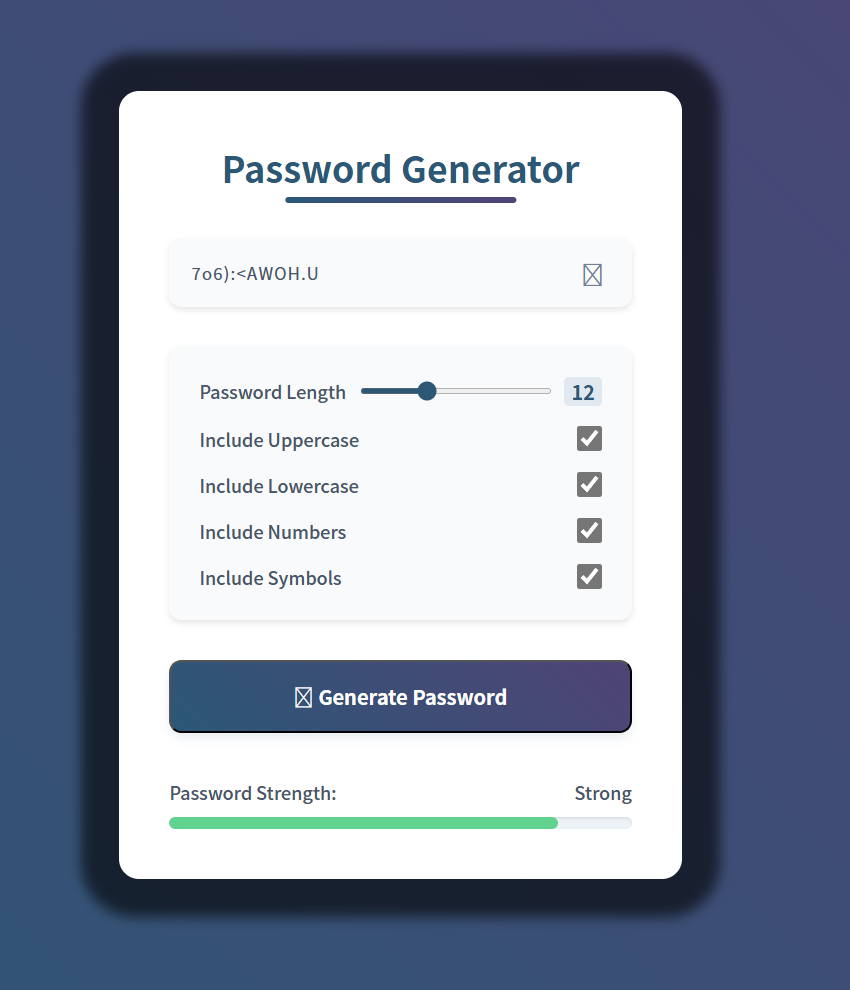 Password Generator
7o6):<AWOH.U
Password Length 12
Include Uppercase
Include Lowercase
Include Numbers
Include Symbols
Generate Password
Password Strength: Strong